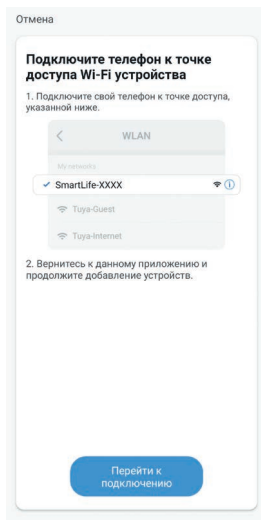 Отмена
Подключите телефон к точке
доступа Wi-Fi устройства
1. Подключите свой телефон к точке доступа,
указанной ниже.
WLAN
My networks
SmartLife-XXXX
Tuya-Guest
Tuya-Internet
2. Вернитесь к данному приложению и
продолжите добавление устройств.
Перейти к
подключению